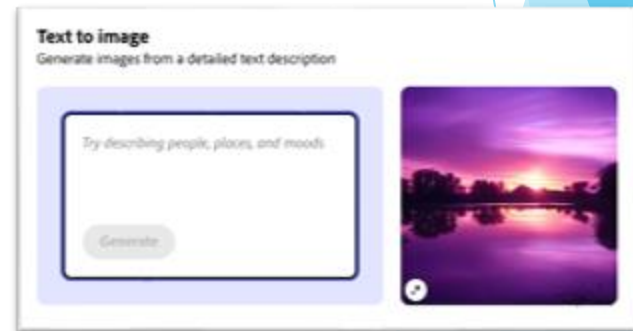 Text to image
Generate images from a detailed text description
Try describing people, places, and moods
Generate